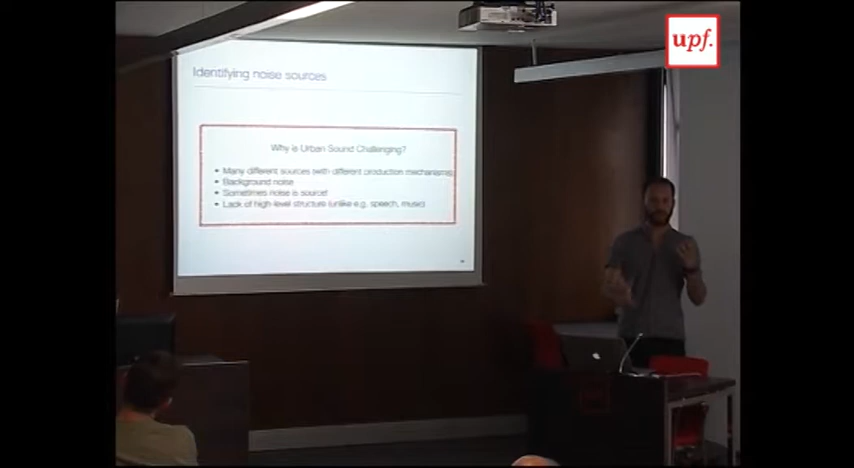 upf.
Identifying noise sources
Why is Urban Sound Challenging?
• Many different sources (with different production mechanisms)
• Background noise
• Sometimes noise is source!
• Lack of high-level structure (unlike e.g. speech, music)